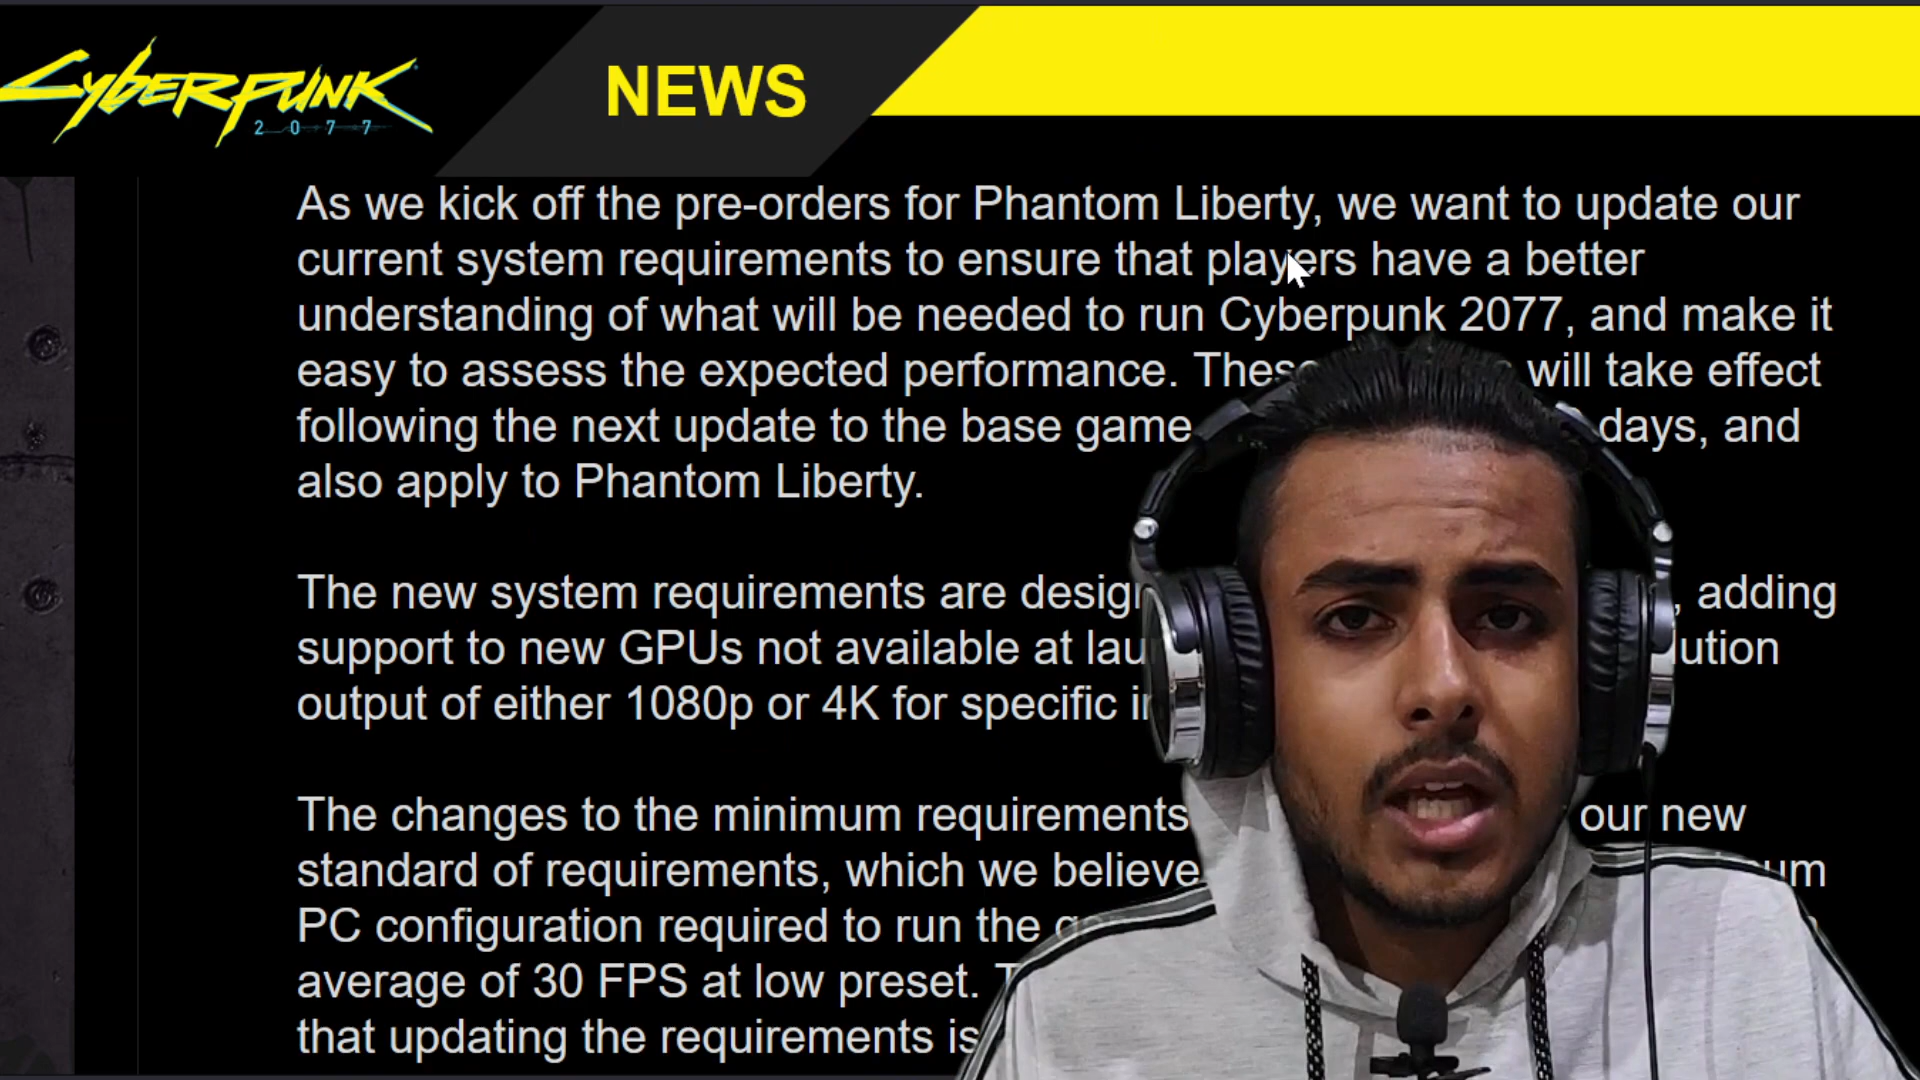 CYBERPUNK
2077
NEWS
As we kick off the pre-orders for Phantom Liberty, we want to update our
current system requirements to ensure that players have a better
understanding of what will be needed to run Cyberpunk 2077, and make it
easy to assess the expected performance. These will take effect
following the next update to the base game days, and
also apply to Phantom Liberty.
The new system requirements are , adding
support to new GPUs not available at
output of either 1080p or 4K for specific
The changes to the minimum requirements our new
standard of requirements, which we believe
PC configuration required to run the
average of 30 FPS at low preset.
that updating the requirements is